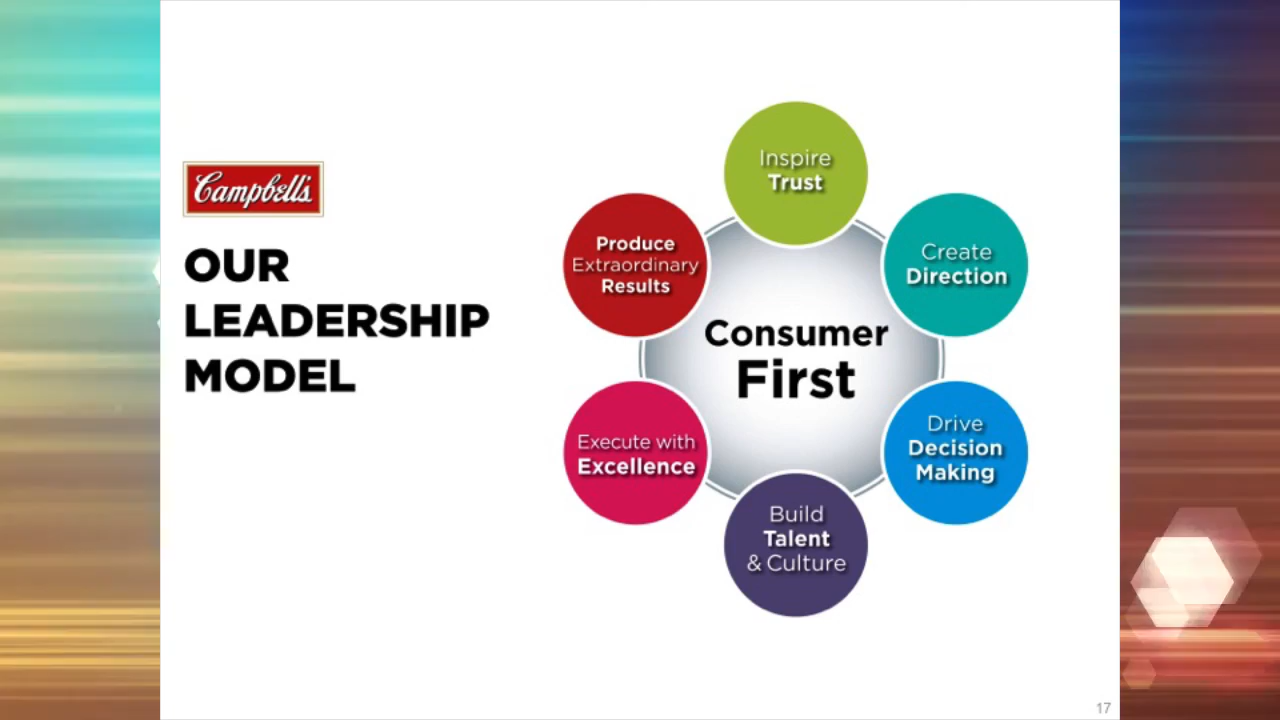 Campbell's
OUR
LEADERSHIP
MODEL
Inspire
Trust
Create
Direction
Drive
Decision
Making
Build
Talent
& Culture
Execute with
Excellence
Produce
Extraordinary
Results
Consumer
First
17